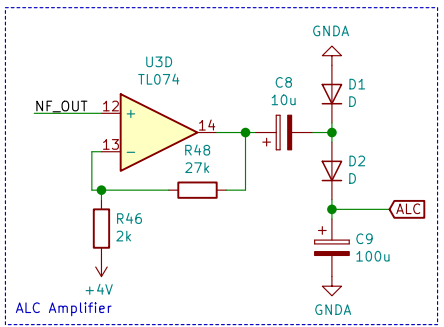 GNDA
U3D
TL074
C8
10u
D1
D
NF_OUT
12
+
14
13
-
+
R48
27k
D2
D
R46
2k
ALC
+
C9
100u
+4V
GNDA
ALC Amplifier